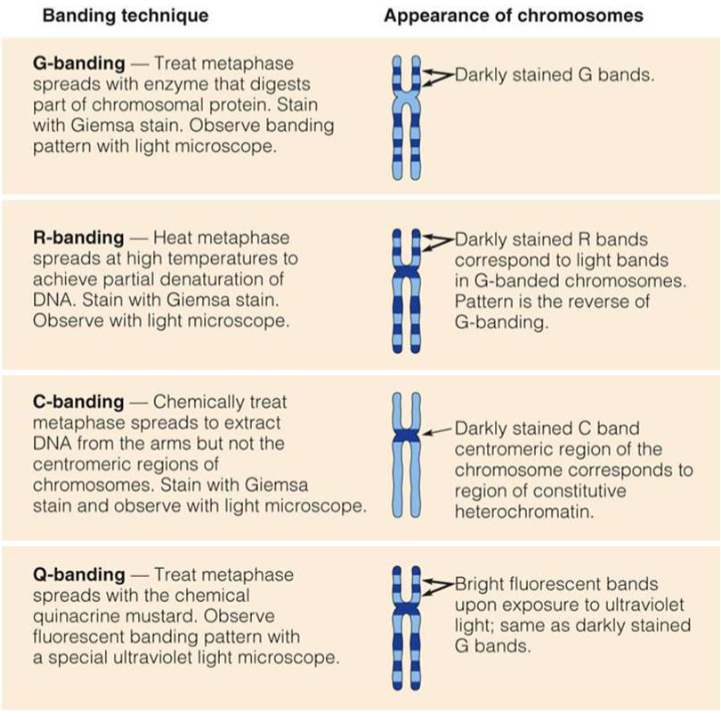 Banding technique
Appearance of chromosomes
G-banding — Treat metaphase
spreads with enzyme that digests
part of chromosomal protein. Stain
with Giemsa stain. Observe banding
pattern with light microscope.
Darkly stained G bands.
R-banding — Heat metaphase
spreads at high temperatures to
achieve partial denaturation of
DNA. Stain with Giemsa stain.
Observe with light microscope.
Darkly stained R bands
correspond to light bands
in G-banded chromosomes.
Pattern is the reverse of
G-banding.
C-banding — Chemically treat
metaphase spreads to extract
DNA from the arms but not the
centromeric regions of
chromosomes. Stain with Giemsa
stain and observe with light microscope.
Darkly stained C band
centromeric region of the
chromosome corresponds to
region of constitutive
heterochromatin.
Q-banding — Treat metaphase
spreads with the chemical
quinacrine mustard. Observe
fluorescent banding pattern with
a special ultraviolet light microscope.
Bright fluorescent bands
upon exposure to ultraviolet
light; same as darkly stained
G bands.